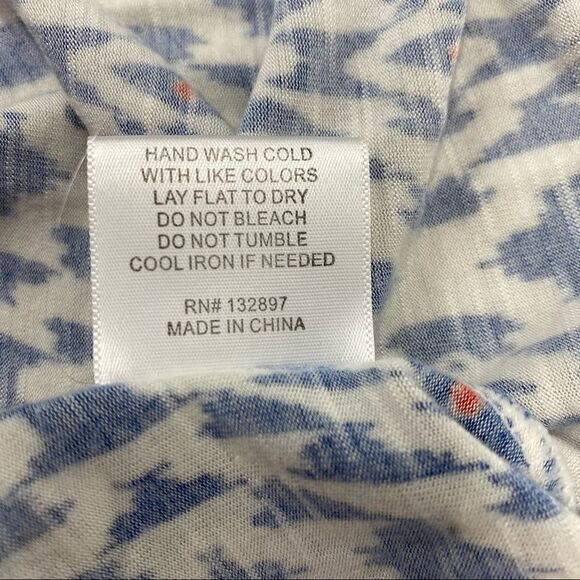 HAND WASH COLD
WITH LIKE COLORS
LAY FLAT TO DRY
DO NOT BLEACH
DO NOT TUMBLE
COOL IRON IF NEEDED
RN# 132897
MADE IN CHINA